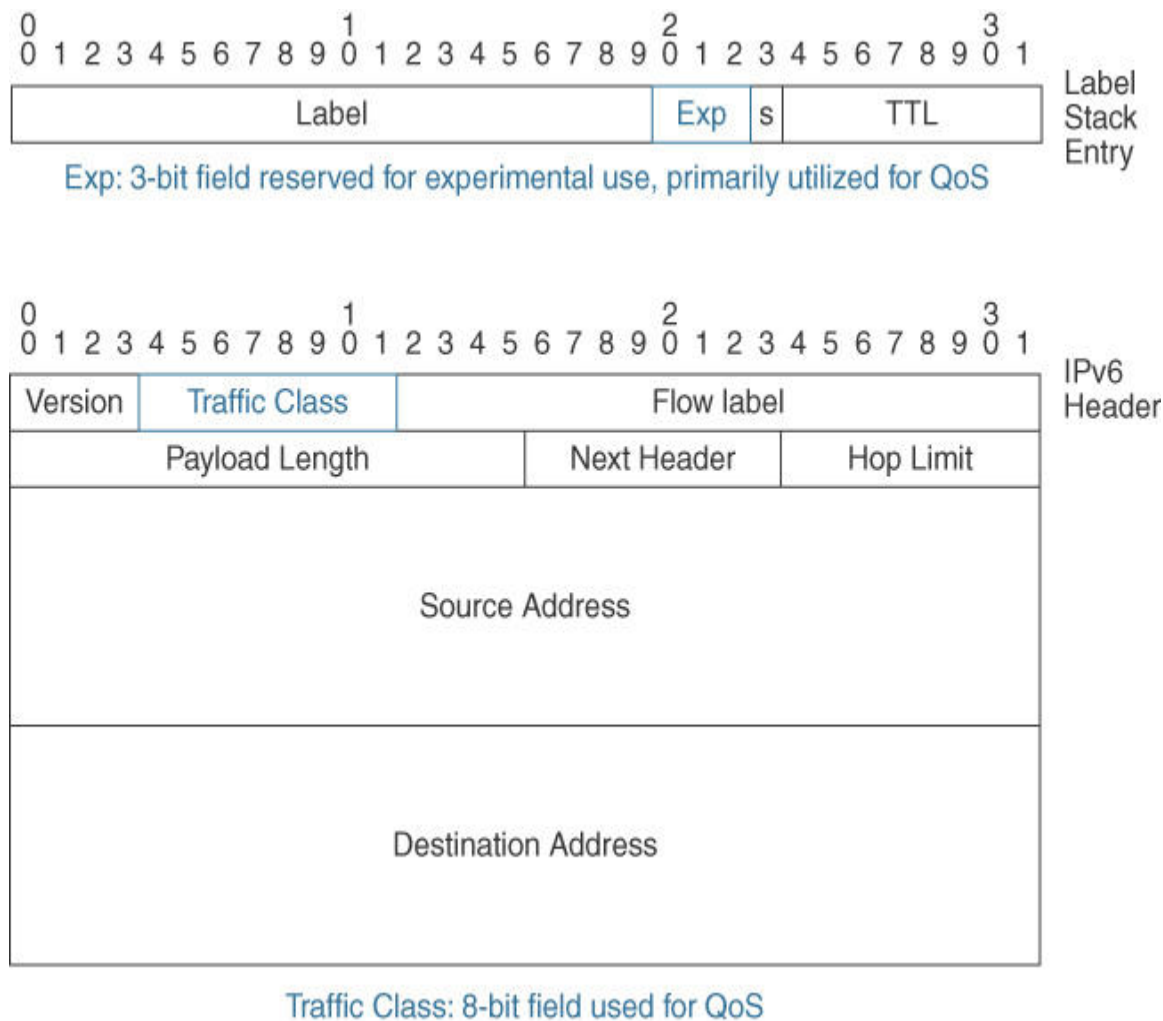 0 1 2 3
0 1 2 3 4 5 6 7 8 9 0 1 2 3 4 5 6 7 8 9 0 1 2 3 4 5 6 7 8 9 0 1
Label Exp s TTL
Label
Stack
Entry
Exp: 3-bit field reserved for experimental use, primarily utilized for QoS
0 1 2 3
0 1 2 3 4 5 6 7 8 9 0 1 2 3 4 5 6 7 8 9 0 1 2 3 4 5 6 7 8 9 0 1
IPv6
Header
Version Traffic Class Flow label
Payload Length Next Header Hop Limit
Source Address
Destination Address
Traffic Class: 8-bit field used for QoS